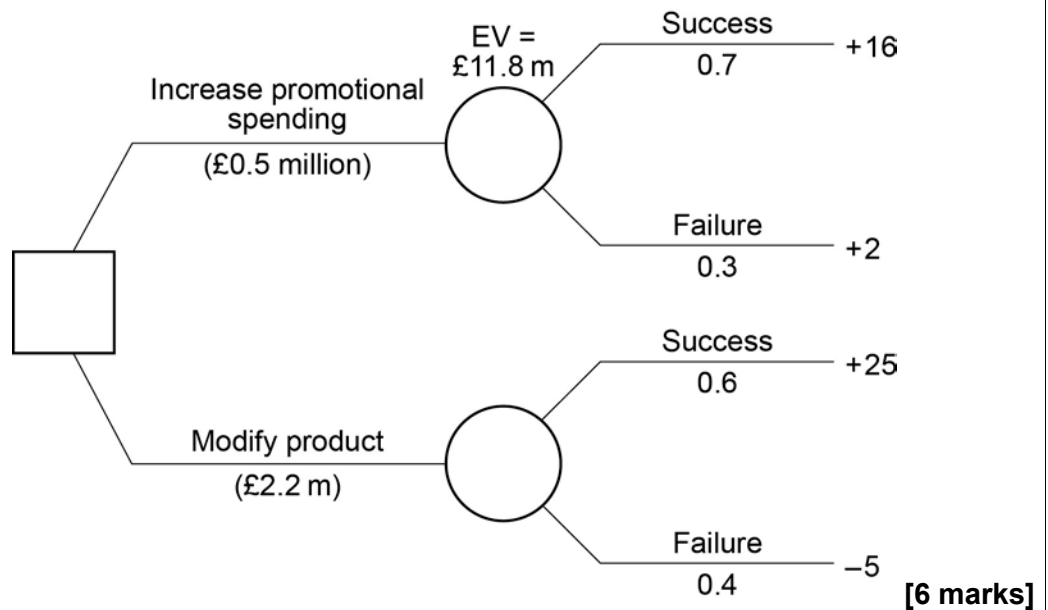 EV =
£11.8 m
Success
0.7
+16
Increase promotional
spending
(£0.5 million)
Failure
0.3
+2
Success
0.6
+25
Modify product
(£2.2 m)
Failure
0.4
–5
[6 marks]